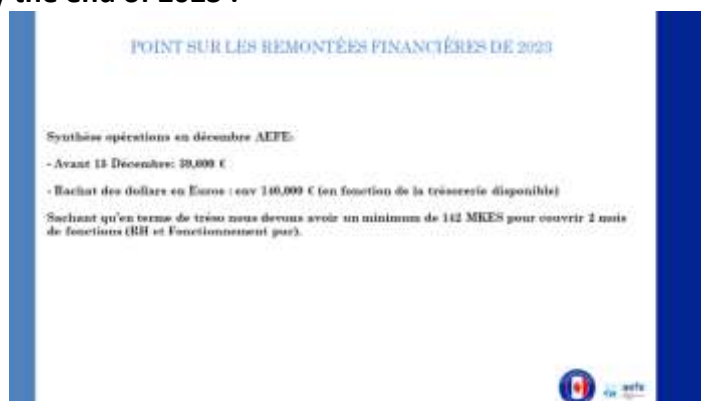 the end of 2023 :
POINT SUR LES REMONTÉES FINANCIÈRES DE 2023
Synthèse opérations en décembre AEFE:
- Avant 15 Décembre: 39,000 €
- Rachat des dollars en Euros : env 140,000 € (en fonction de la trésorerie disponible)
Sachant qu'en terme de tréso nous devons avoir un minimum de 142 MKES pour couvrir 2 mois
de fonctions (RH et Fonctionnement pur).
aefe